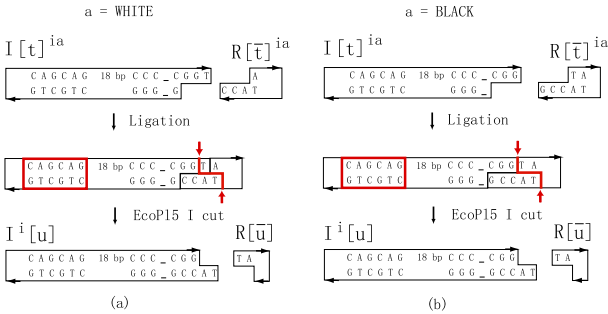 a = WHITE
a = BLACK
I[t]^ia R[t̅]^ia
CAGCAG 18 bp CCC_CGGT A
GTCGTC GGG_G CCAT
Ligation
CAGCAG 18 bp CCC_CGGTA
GTCGTC GGG_GCCAT
EcoP15 I cut
I^i[u] R[u̅]
CAGCAG 18 bp CCC_CGG TA
GTCGTC GGG_GCCAT
(a)
I[t]^ia R[t̅]^ia
CAGCAG 18 bp CCC_CGG TA
GTCGTC GGG_ GCCAT
Ligation
CAGCAG 18 bp CCC_CGGTA
GTCGTC GGG_GCCAT
EcoP15 I cut
I^i[u] R[u̅]
CAGCAG 18 bp CCC_CGG TA
GTCGTC GGG_GCCAT
(b)